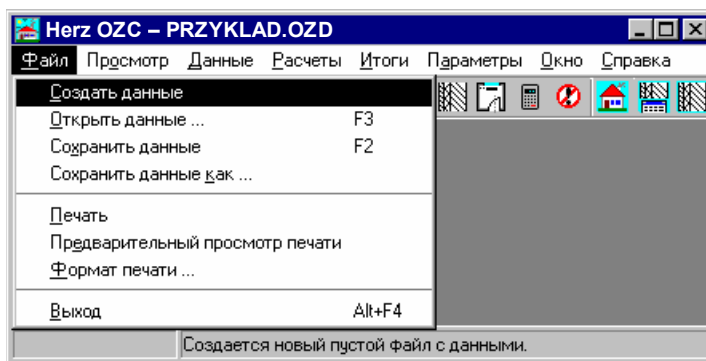 Herz OZC – PRZYKLAD.OZD
Файл Просмотр Данные Расчеты Итоги Параметры Окно Справка
Создать данные
Открыть данные ... F3
Сохранить данные F2
Сохранить данные как ...
Печать
Предварительный просмотр печати
Формат печати ...
Выход Alt+F4
Создается новый пустой файл с данными.